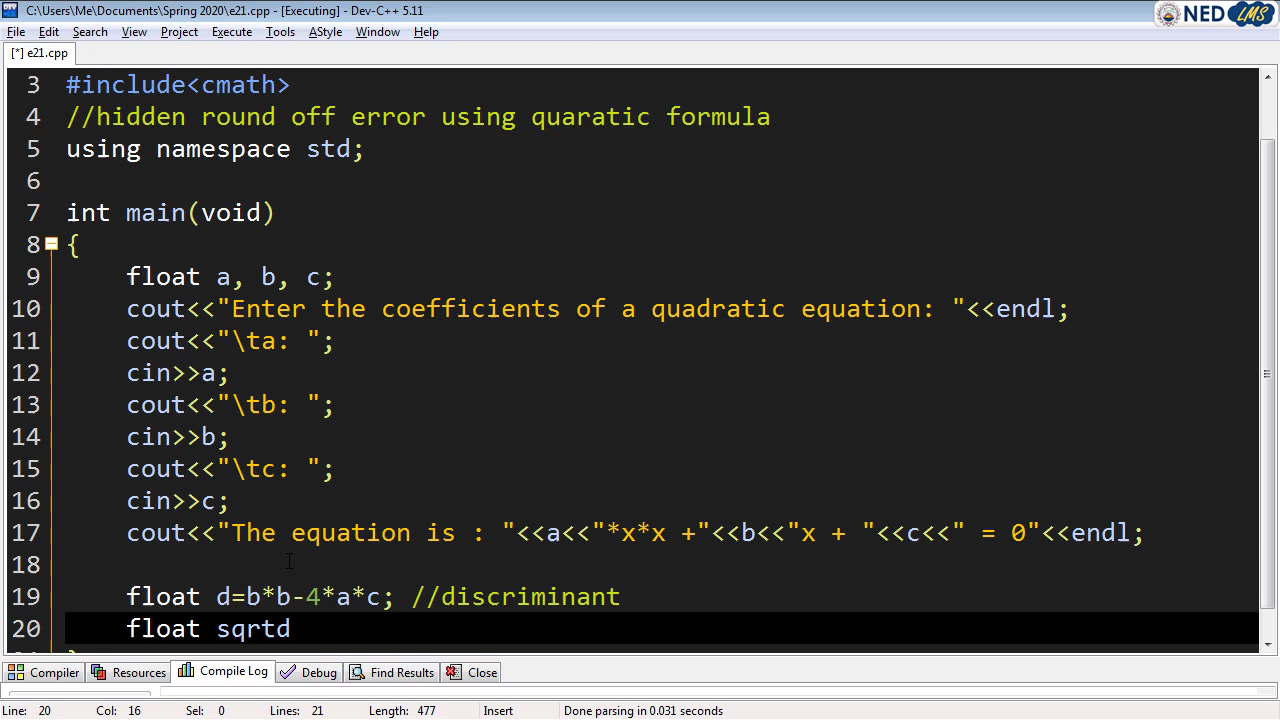 C:\Users\Me\Documents\Spring 2020\e21.cpp - [Executing] - Dev-C++ 5.11
NED LMS
File Edit Search View Project Execute Tools AStyle Window Help
[*] e21.cpp
3 #include<cmath>
4 //hidden round off error using quaratic formula
5 using namespace std;
6
7 int main(void)
8 {
9 float a, b, c;
10 cout<<"Enter the coefficients of a quadratic equation: "<<endl;
11 cout<<"\ta: ";
12 cin>>a;
13 cout<<"\tb: ";
14 cin>>b;
15 cout<<"\tc: ";
16 cin>>c;
17 cout<<"The equation is : "<<a<<"*x*x +"<<b<<"x + "<<c<<" = 0"<<endl;
18
19 float d=b*b-4*a*c; //discriminant
20 float sqrtd
Compiler Resources Compile Log Debug Find Results Close
Line: 20 Col: 16 Sel: 0 Lines: 21 Length: 477 Insert Done parsing in 0.031 seconds